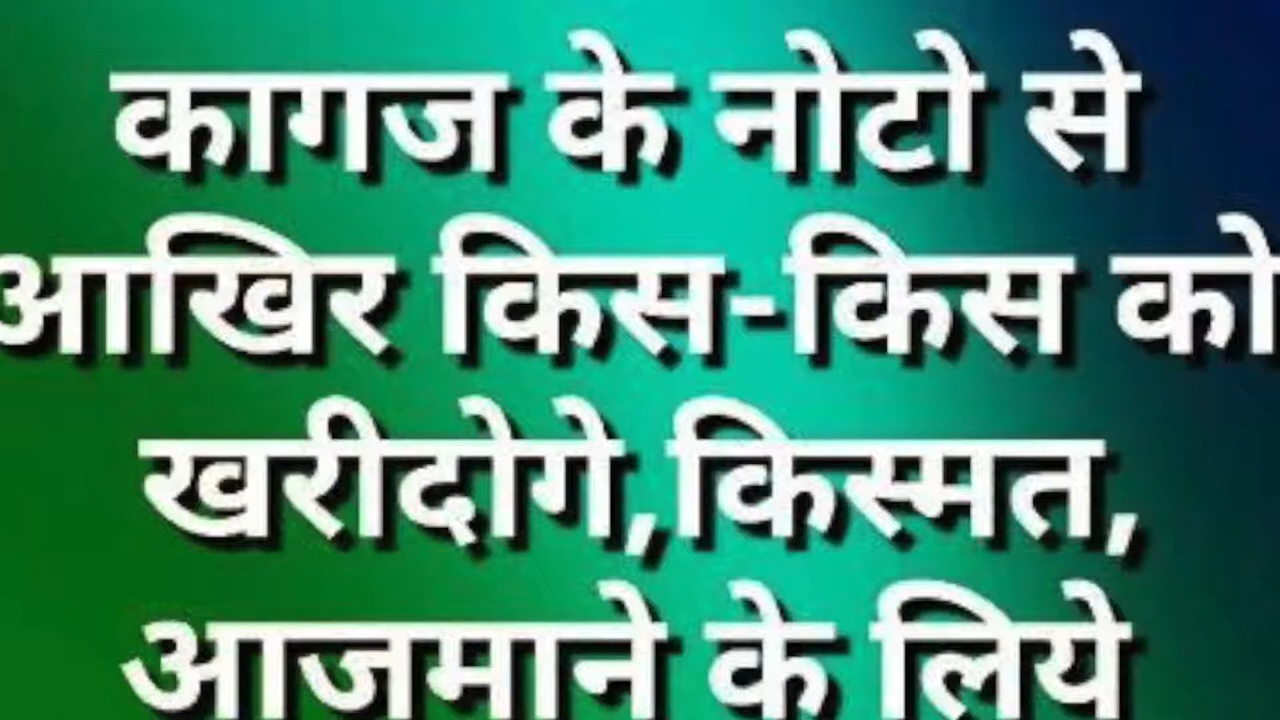 कागज के नोटो से
आखिर किस-किस को
खरीदोगे,किस्मत,
आजमाने के लिये